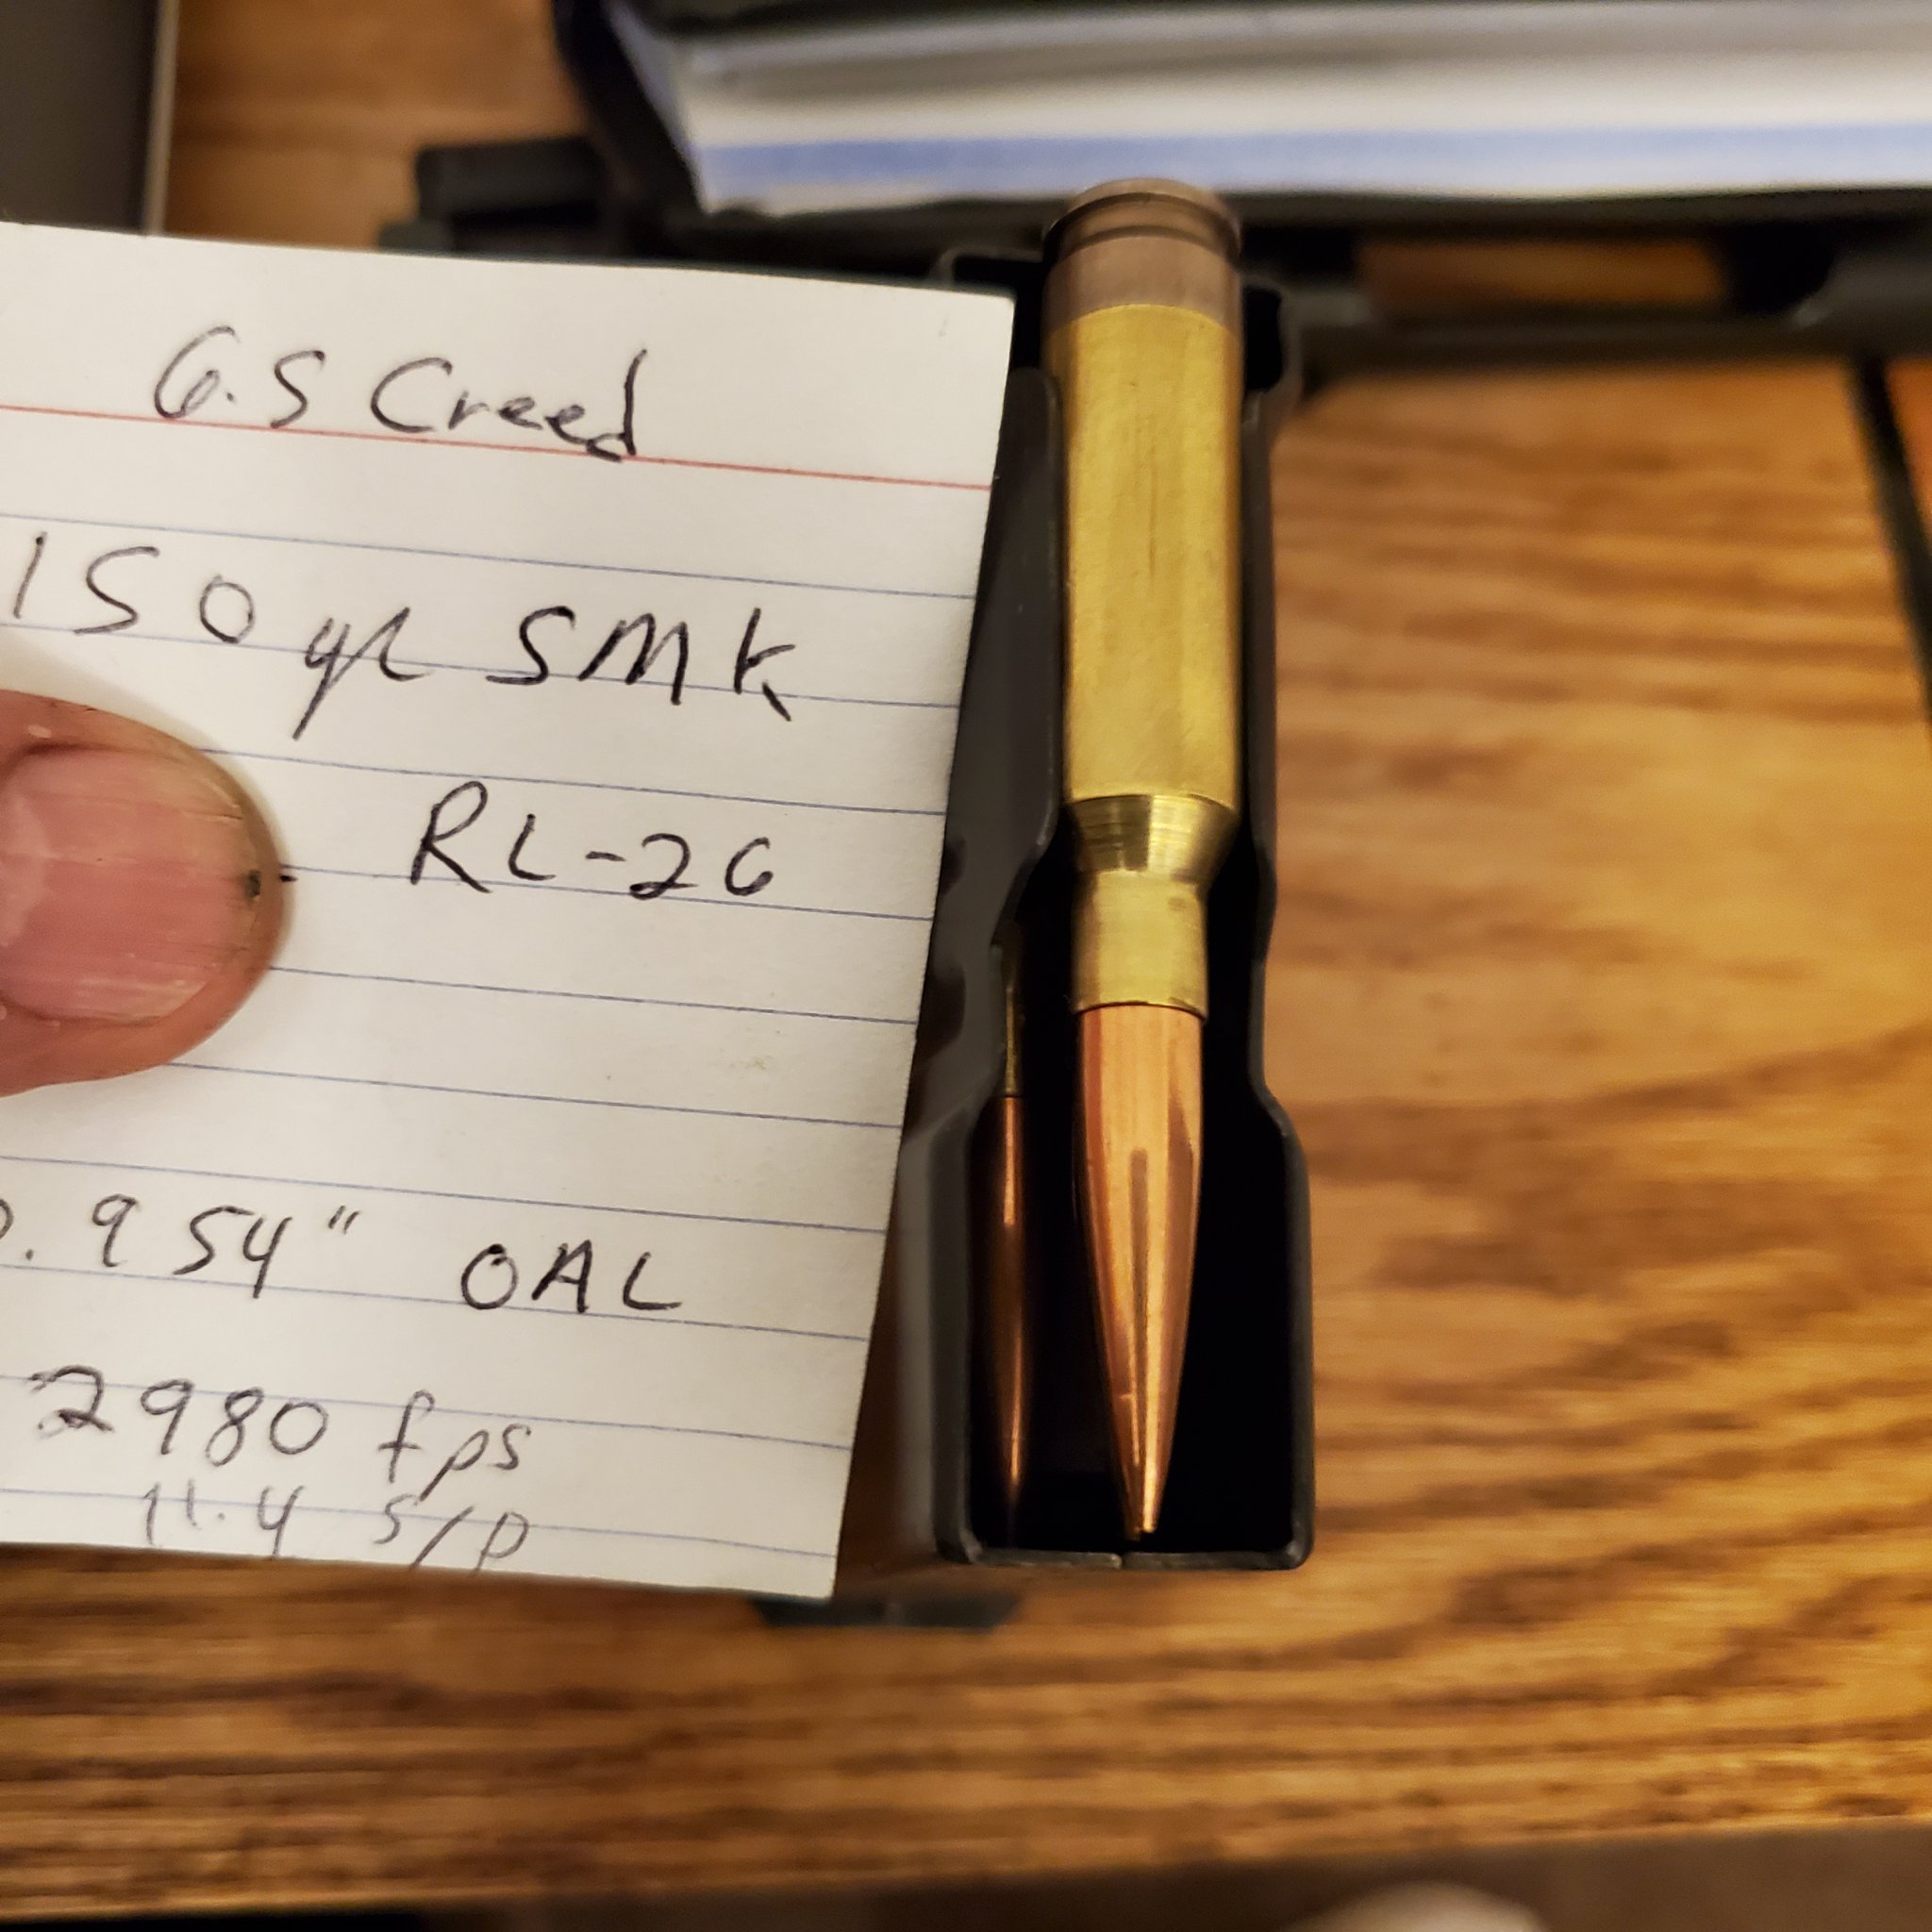 6.5 Creed
150 gr SMK
RL-26
.954" OAL
2980 fps
11.4 S/D